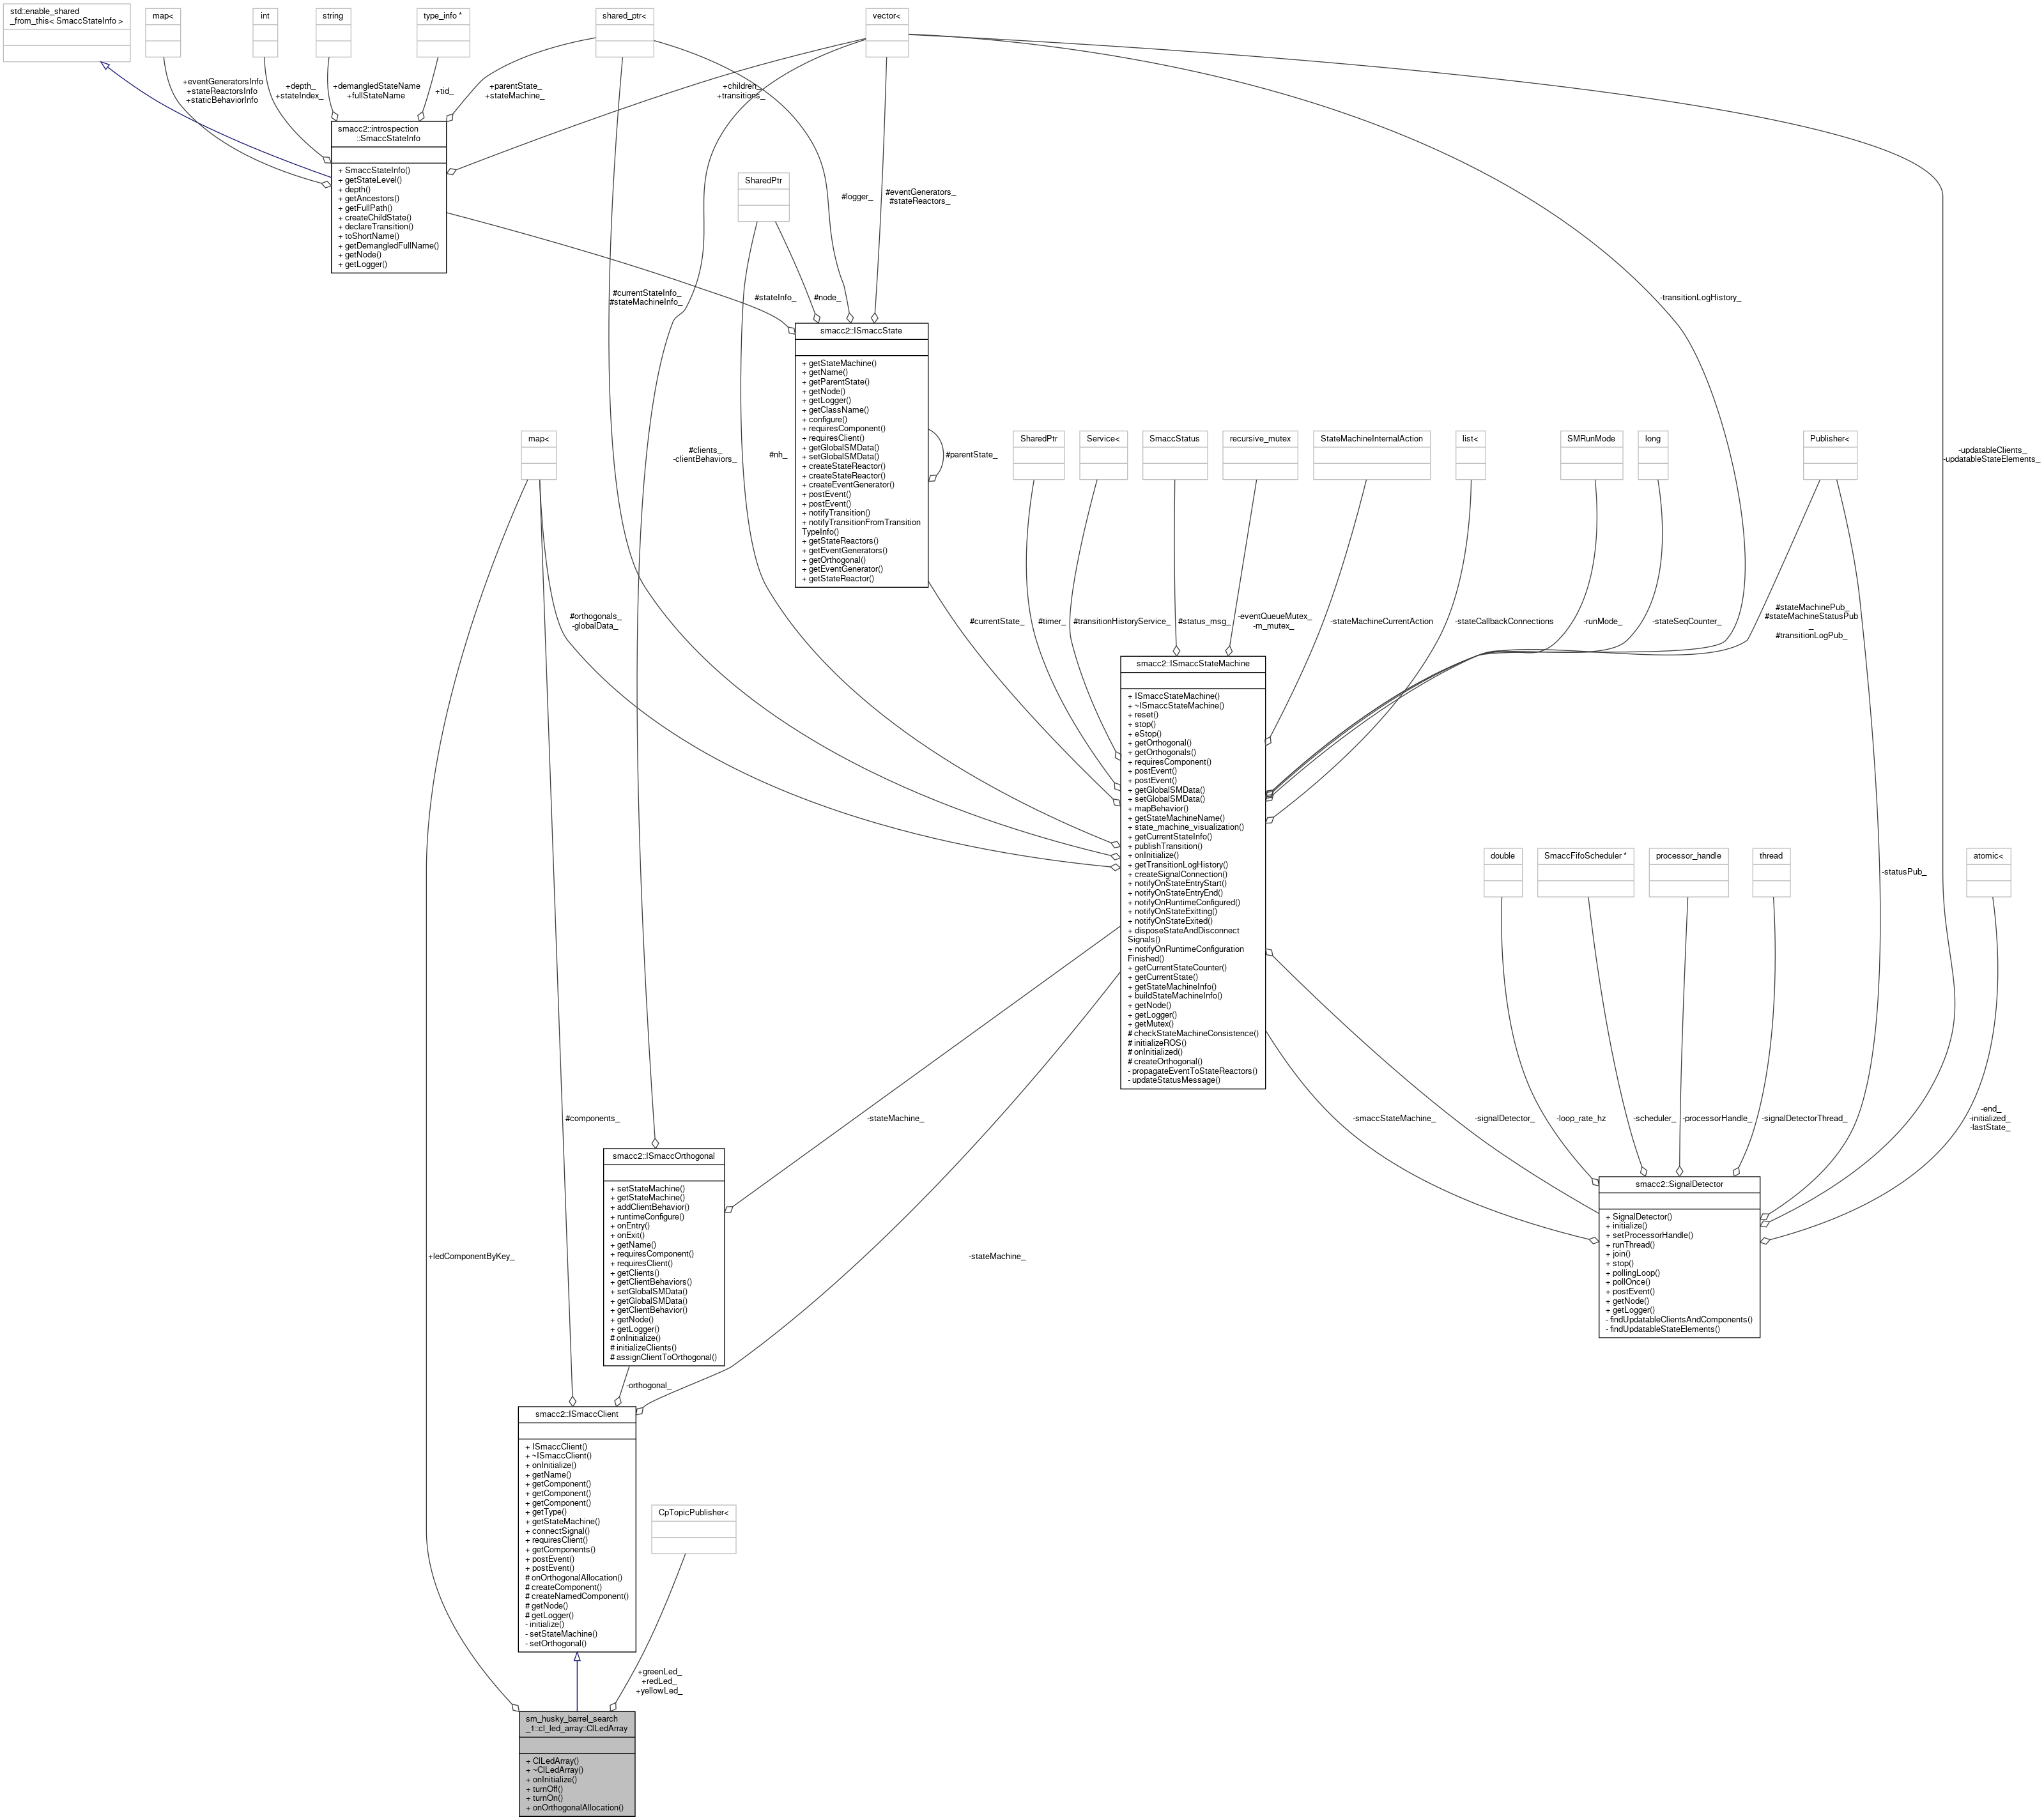 std::enable_shared
_from_this< SmaccStateInfo >
map<
int
string
type_info *
shared_ptr<
vector<
+eventGeneratorsInfo
+stateReactorsInfo
+staticBehaviorInfo
+depth_
+stateIndex_
+demangledStateName
+fullStateName
+tid_
+parentState_
+stateMachine_
+children_
+transitions_
smacc2::introspection
::SmaccStateInfo
+ SmaccStateInfo()
+ getStateLevel()
+ depth()
+ getAncestors()
+ getFullPath()
+ createChildState()
+ declareTransition()
+ toShortName()
+ getDemangledFullName()
+ getNode()
+ getLogger()
SharedPtr
#logger_
#eventGenerators_
#stateReactors_
#currentStateInfo_
#stateMachineInfo_
#stateInfo_
#node_
-transitionLogHistory_
smacc2::ISmaccState
+ getStateMachine()
+ getName()
+ getParentState()
+ getNode()
+ getLogger()
+ getClassName()
+ configure()
+ requiresComponent()
+ requiresClient()
+ getGlobalSMData()
+ setGlobalSMData()
+ createStateReactor()
+ createStateReactor()
+ createEventGenerator()
+ postEvent()
+ postEvent()
+ notifyTransition()
+ notifyTransitionFromTransition
TypeInfo()
+ getStateReactors()
+ getEventGenerators()
+ getOrthogonal()
+ getEventGenerator()
+ getStateReactor()
#parentState_
map<
#clients_
-clientBehaviors_
#nh_
SharedPtr
Service<
SmaccStatus
recursive_mutex
StateMachineInternalAction
list<
SMRunMode
long
Publisher<
-updatableClients_
-updatableStateElements_
#orthogonals_
-globalData_
#currentState_
#timer_
#transitionHistoryService_
#status_msg_
-eventQueueMutex_
-m_mutex_
-stateMachineCurrentAction
-stateCallbackConnections
-runMode_
-stateSeqCounter_
#stateMachinePub_
#stateMachineStatusPub
_
#transitionLogPub_
smacc2::ISmaccStateMachine
+ ISmaccStateMachine()
+ ~ISmaccStateMachine()
+ reset()
+ stop()
+ eStop()
+ getOrthogonal()
+ getOrthogonals()
+ requiresComponent()
+ postEvent()
+ postEvent()
+ getGlobalSMData()
+ setGlobalSMData()
+ mapBehavior()
+ getStateMachineName()
+ state_machine_visualization()
+ getCurrentStateInfo()
+ publishTransition()
+ onInitialize()
+ getTransitionLogHistory()
+ createSignalConnection()
+ notifyOnStateEntryStart()
+ notifyOnStateEntryEnd()
+ notifyOnRuntimeConfigured()
+ notifyOnStateExitting()
+ notifyOnStateExited()
+ disposeStateAndDisconnect
Signals()
+ notifyOnRuntimeConfiguration
Finished()
+ getCurrentStateCounter()
+ getCurrentState()
+ getStateMachineInfo()
+ buildStateMachineInfo()
+ getNode()
+ getLogger()
+ getMutex()
# checkStateMachineConsistence()
# initializeROS()
# onInitialized()
# createOrthogonal()
- propagateEventToStateReactors()
- updateStatusMessage()
double
SmaccFifoScheduler *
processor_handle
thread
-statusPub_
atomic<
#components_
-stateMachine_
-smaccStateMachine_
-signalDetector_
-loop_rate_hz
-scheduler_
-processorHandle_
-signalDetectorThread_
-end_
-initialized_
-lastState_
smacc2::ISmaccOrthogonal
+ setStateMachine()
+ getStateMachine()
+ addClientBehavior()
+ runtimeConfigure()
+ onEntry()
+ onExit()
+ getName()
+ requiresComponent()
+ requiresClient()
+ getClients()
+ getClientBehaviors()
+ setGlobalSMData()
+ getGlobalSMData()
+ getClientBehavior()
+ getNode()
+ getLogger()
# onInitialize()
# initializeClients()
# assignClientToOrthogonal()
smacc2::SignalDetector
+ SignalDetector()
+ initialize()
+ setProcessorHandle()
+ runThread()
+ join()
+ stop()
+ pollingLoop()
+ pollOnce()
+ postEvent()
+ getNode()
+ getLogger()
- findUpdatableClientsAndComponents()
- findUpdatableStateElements()
+ledComponentByKey_
-stateMachine_
-orthogonal_
smacc2::ISmaccClient
+ ISmaccClient()
+ ~ISmaccClient()
+ onInitialize()
+ getName()
+ getComponent()
+ getComponent()
+ getComponent()
+ getType()
+ getStateMachine()
+ connectSignal()
+ requiresClient()
+ getComponents()
+ postEvent()
+ postEvent()
# onOrthogonalAllocation()
# createComponent()
# createNamedComponent()
# getNode()
# getLogger()
- initialize()
- setStateMachine()
- setOrthogonal()
CpTopicPublisher<
+greenLed_
+redLed_
+yellowLed_
sm_husky_barrel_search
_1::cl_led_array::ClLedArray
+ ClLedArray()
+ ~ClLedArray()
+ onInitialize()
+ turnOff()
+ turnOn()
+ onOrthogonalAllocation()